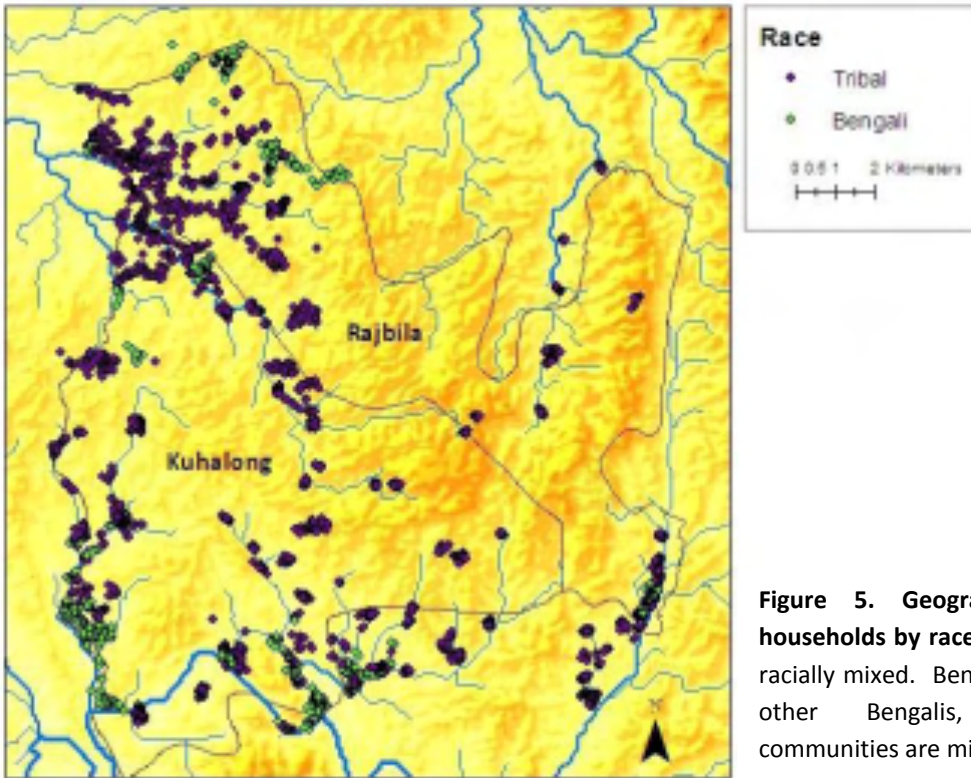 Race
Tribal
Bengali
0 0.5 1 2 Kilometers
Rajbila
Kuhalong
Figure 5. Geogra
households by race
racially mixed. Ben
other Bengalis,
communities are mi
N